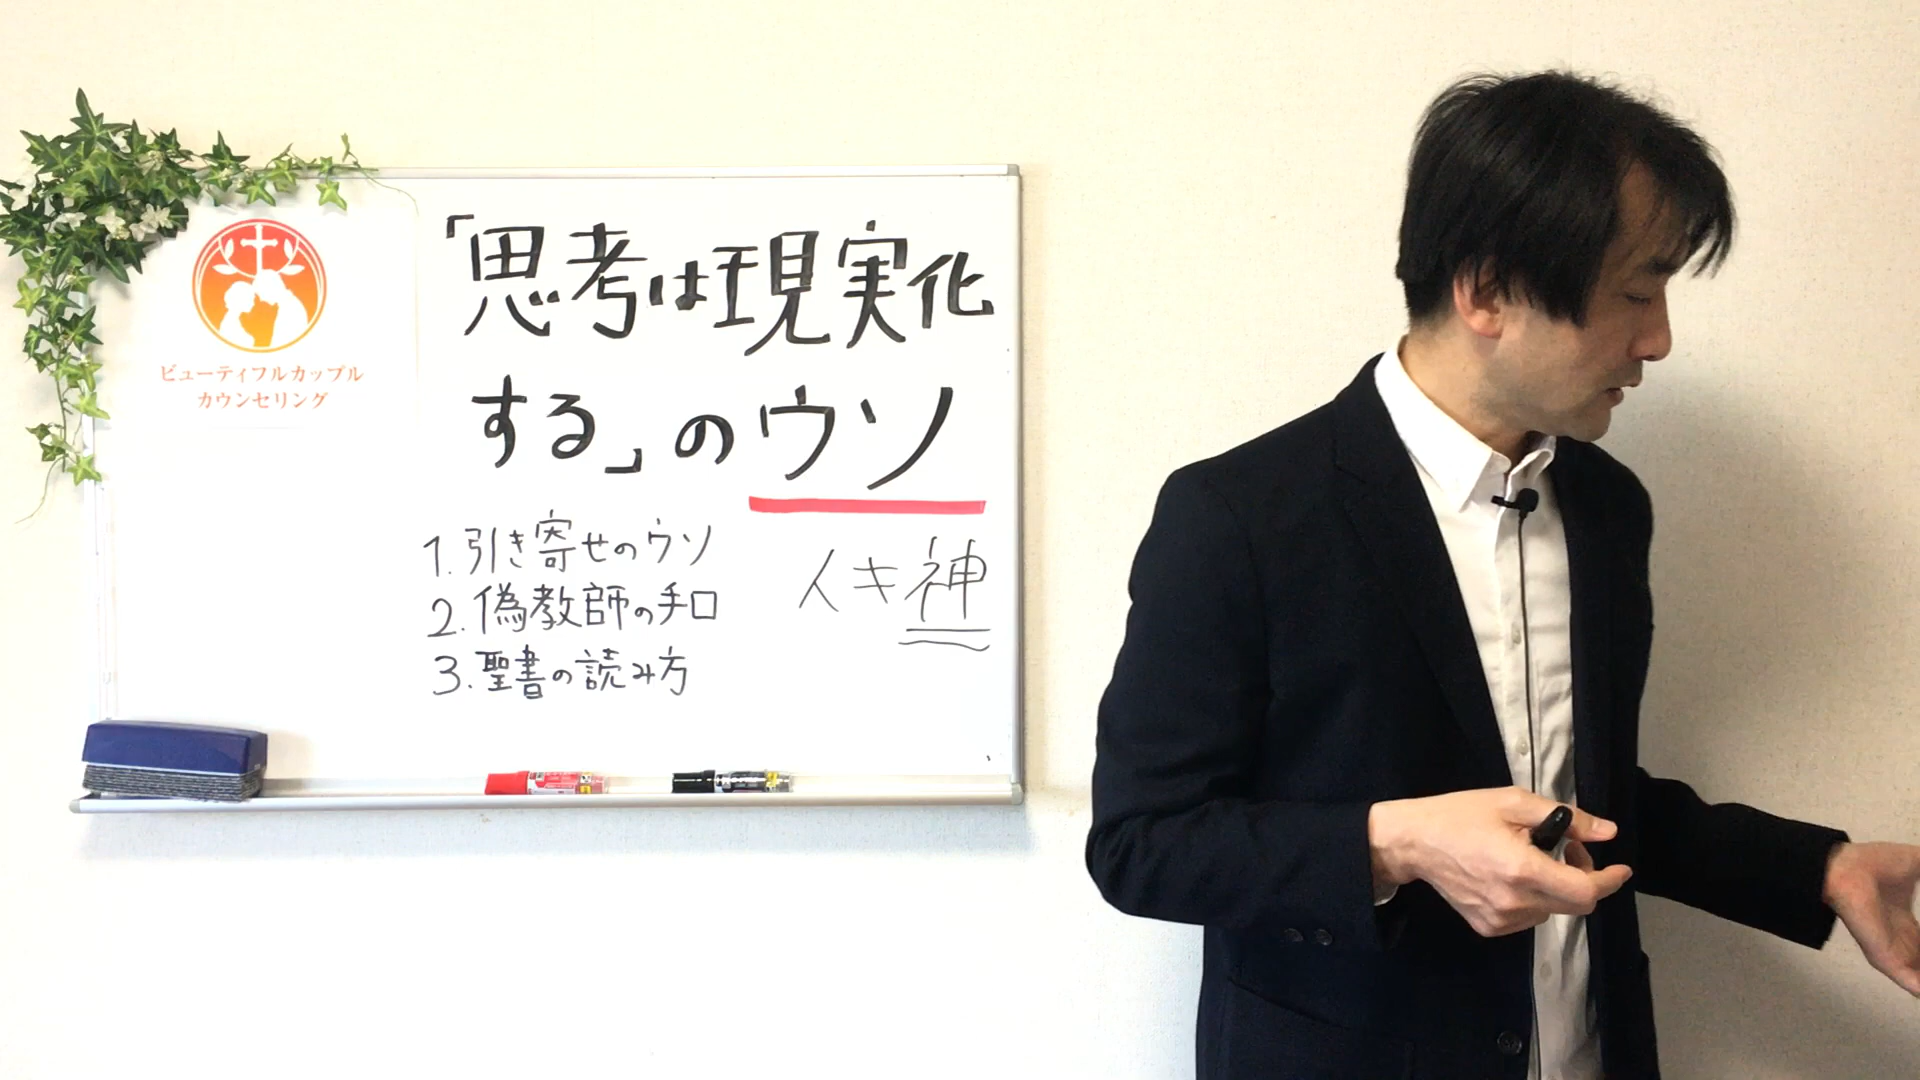 ビューティフルカップル
カウンセリング
「思考は現実化
する」のウソ
1. 引き寄せのウソ
2. 偽教師の手口
3. 聖書の読み方
人キ神